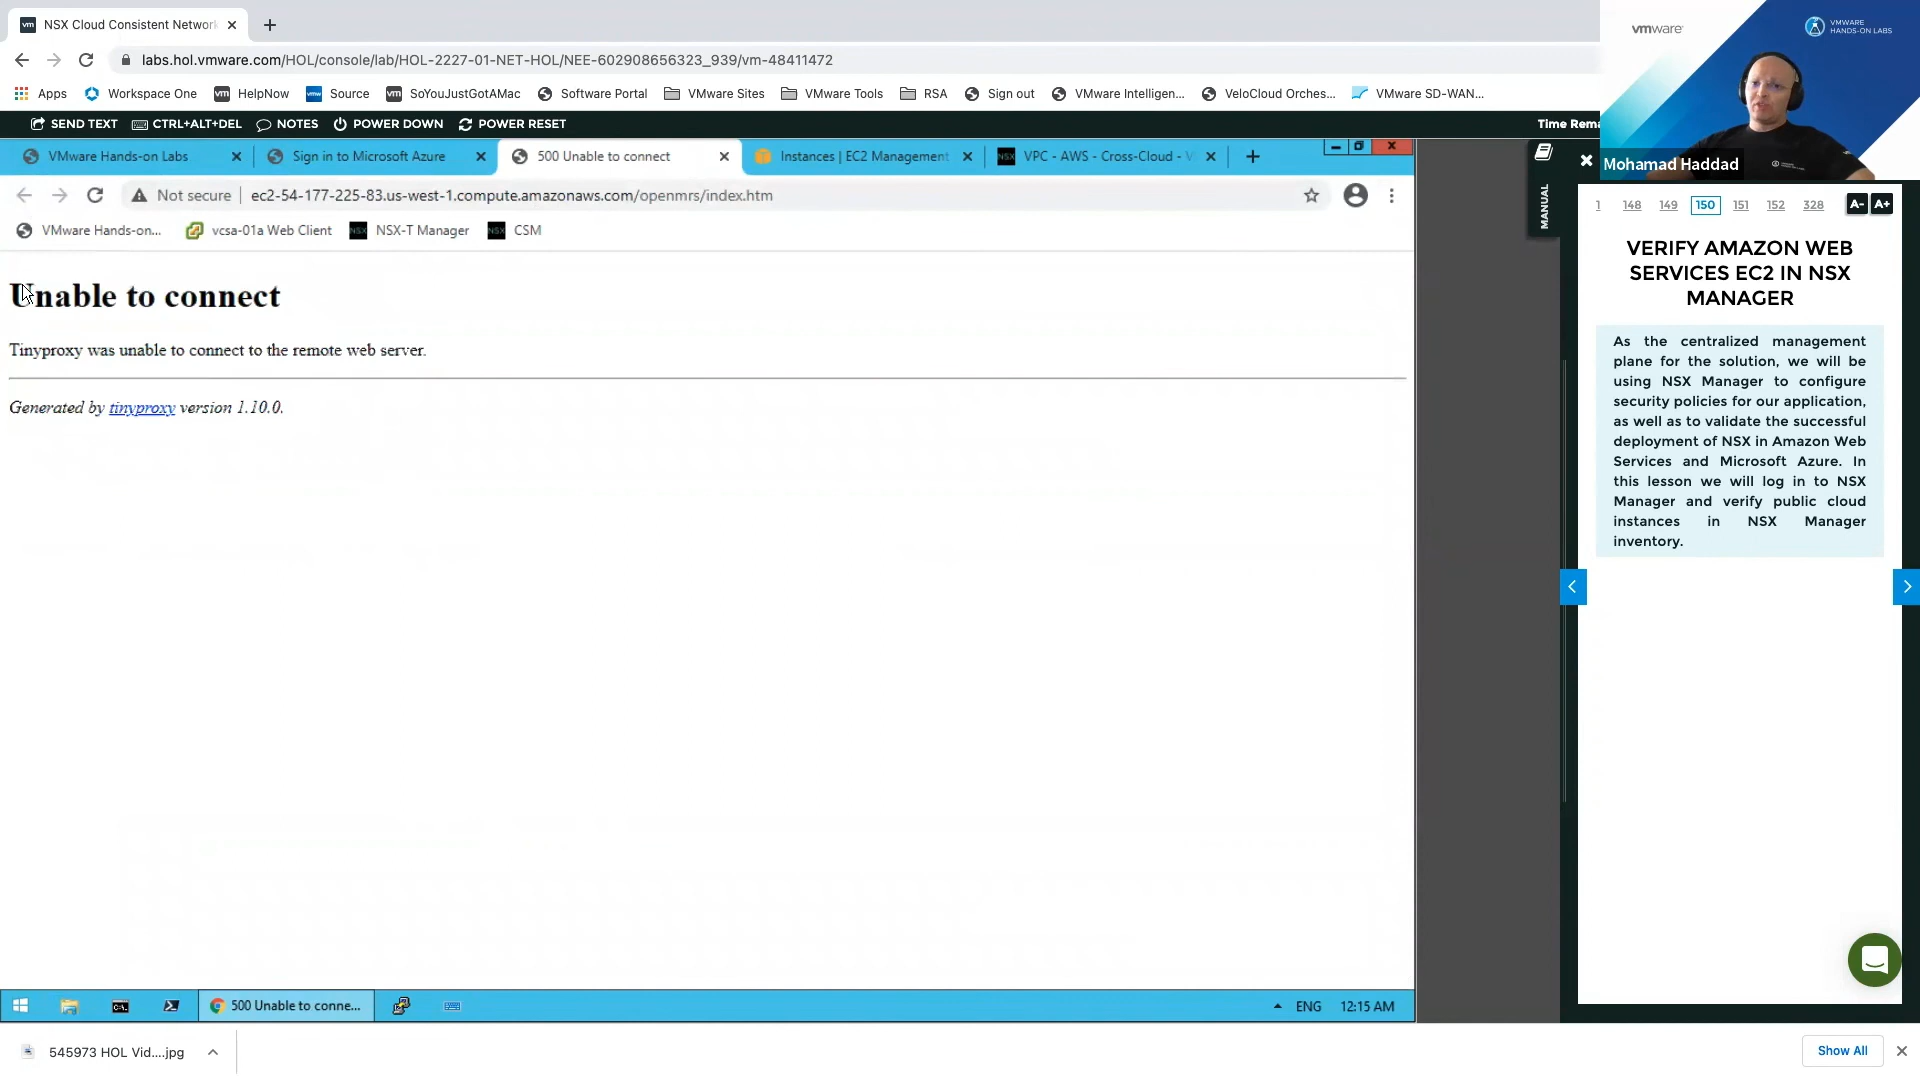 NSX Cloud Consistent Network
labs.hol.vmware.com/HOL/console/lab/HOL-2227-01-NET-HOL/NEE-602908656323_939/vm-48411472
Apps Workspace One HelpNow Source SoYouJustGotAMac Software Portal VMware Sites VMware Tools RSA Sign out VMware Intelligen... VeloCloud Orches... VMware SD-WAN...
SEND TEXT CTRL+ALT+DEL NOTES POWER DOWN POWER RESET Time Rema
vmware
VMWARE
HANDS-ON LABS
Mohamad Haddad
VMware Hands-on Labs Sign in to Microsoft Azure 500 Unable to connect Instances | EC2 Management VPC - AWS - Cross-Cloud - V
Not secure ec2-54-177-225-83.us-west-1.compute.amazonaws.com/openmrs/index.htm
VMware Hands-on... vcsa-01a Web Client NSX NSX-T Manager NSX CSM
Unable to connect
Tinyproxy was unable to connect to the remote web server.
Generated by tinyproxy version 1.10.0.
MANUAL
1 148 149 150 151 152 328 A- A+
VERIFY AMAZON WEB
SERVICES EC2 IN NSX
MANAGER
As the centralized management
plane for the solution, we will be
using NSX Manager to configure
security policies for our application,
as well as to validate the successful
deployment of NSX in Amazon Web
Services and Microsoft Azure. In
this lesson we will log in to NSX
Manager and verify public cloud
instances in NSX Manager
inventory.
500 Unable to conne... ENG 12:15 AM
545973 HOL Vid....jpg Show All